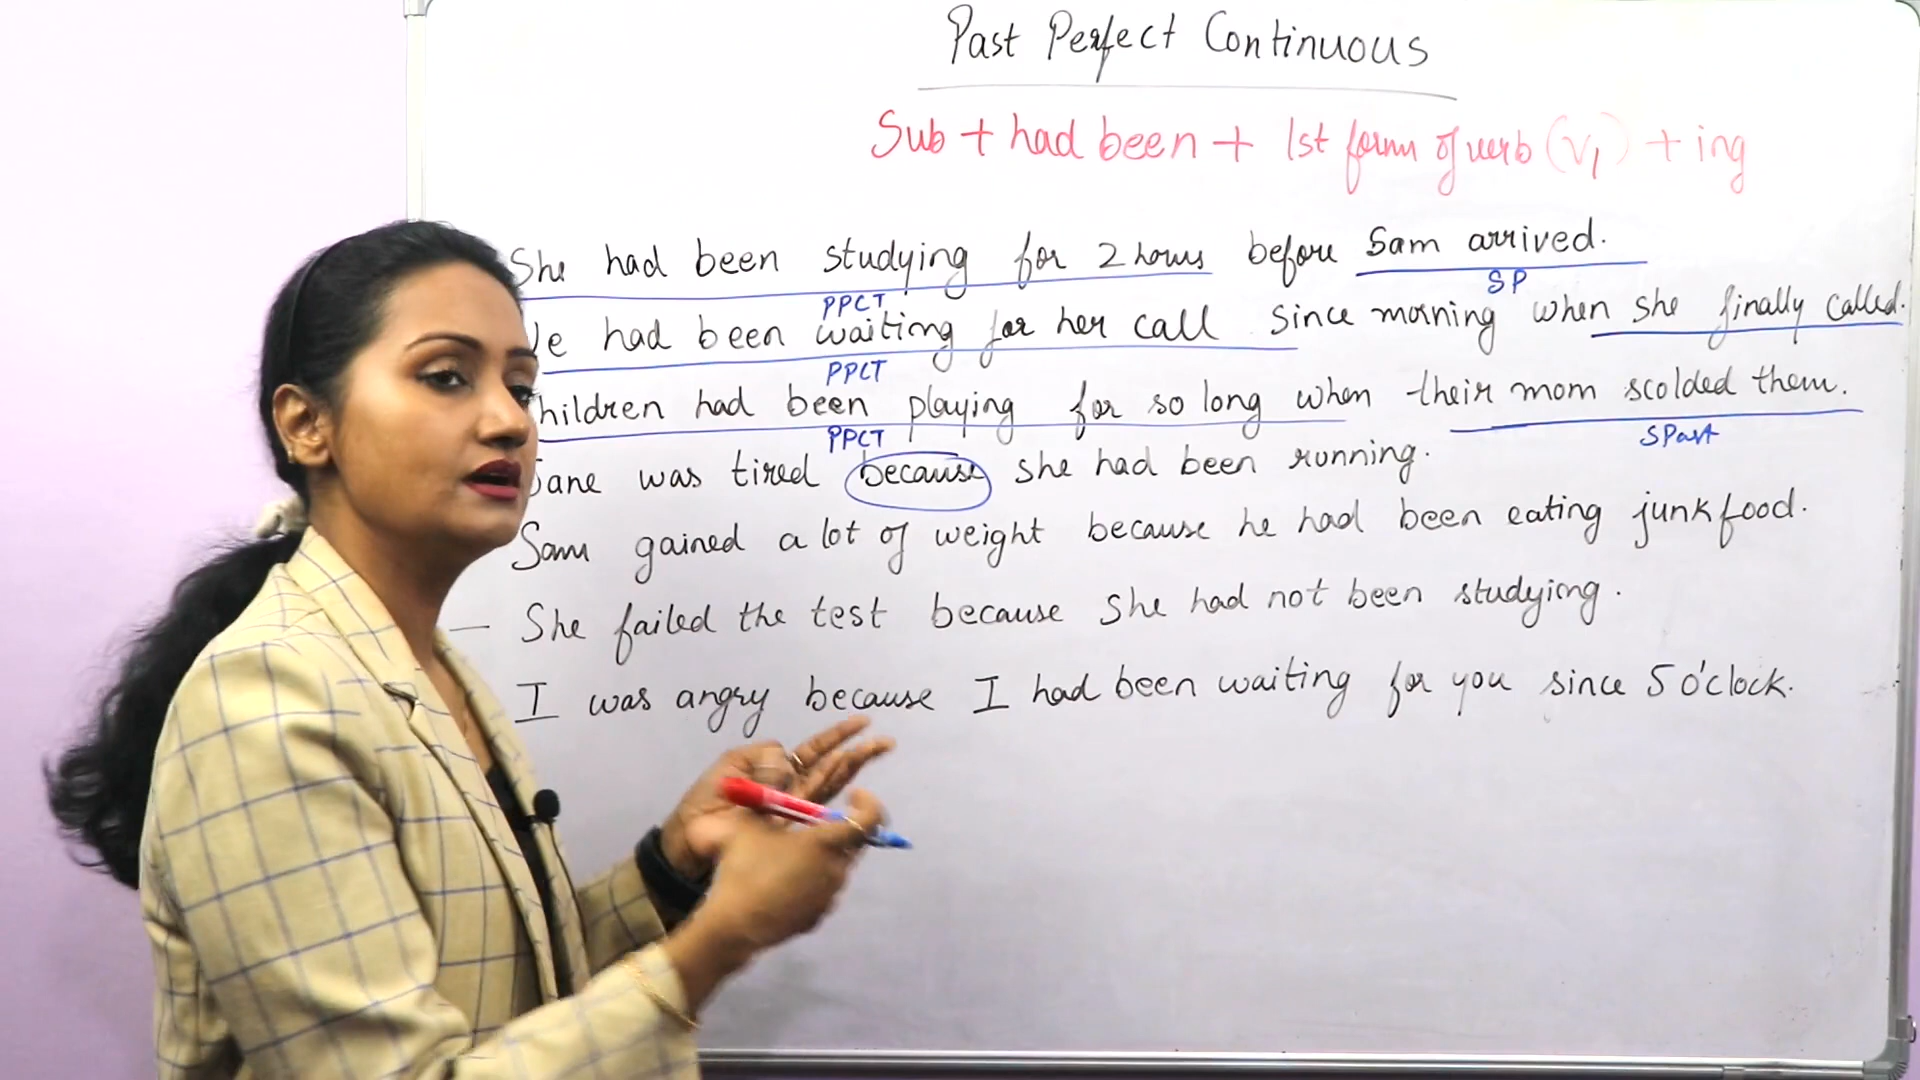 Past Perfect Continuous
Sub + had been + 1st form of verb (V1) + ing
She had been studying for 2 hours before Sam arrived.
PPCT SP
e had been waiting for her call since morning when she finally called.
PPCT
hildren had been playing for so long when their mom scolded them.
PPCT SPast
Jane was tired because she had been running.
Sam gained a lot of weight because he had been eating junk food.
— She failed the test because she had not been studying.
I was angry because I had been waiting for you since 5 o'clock.